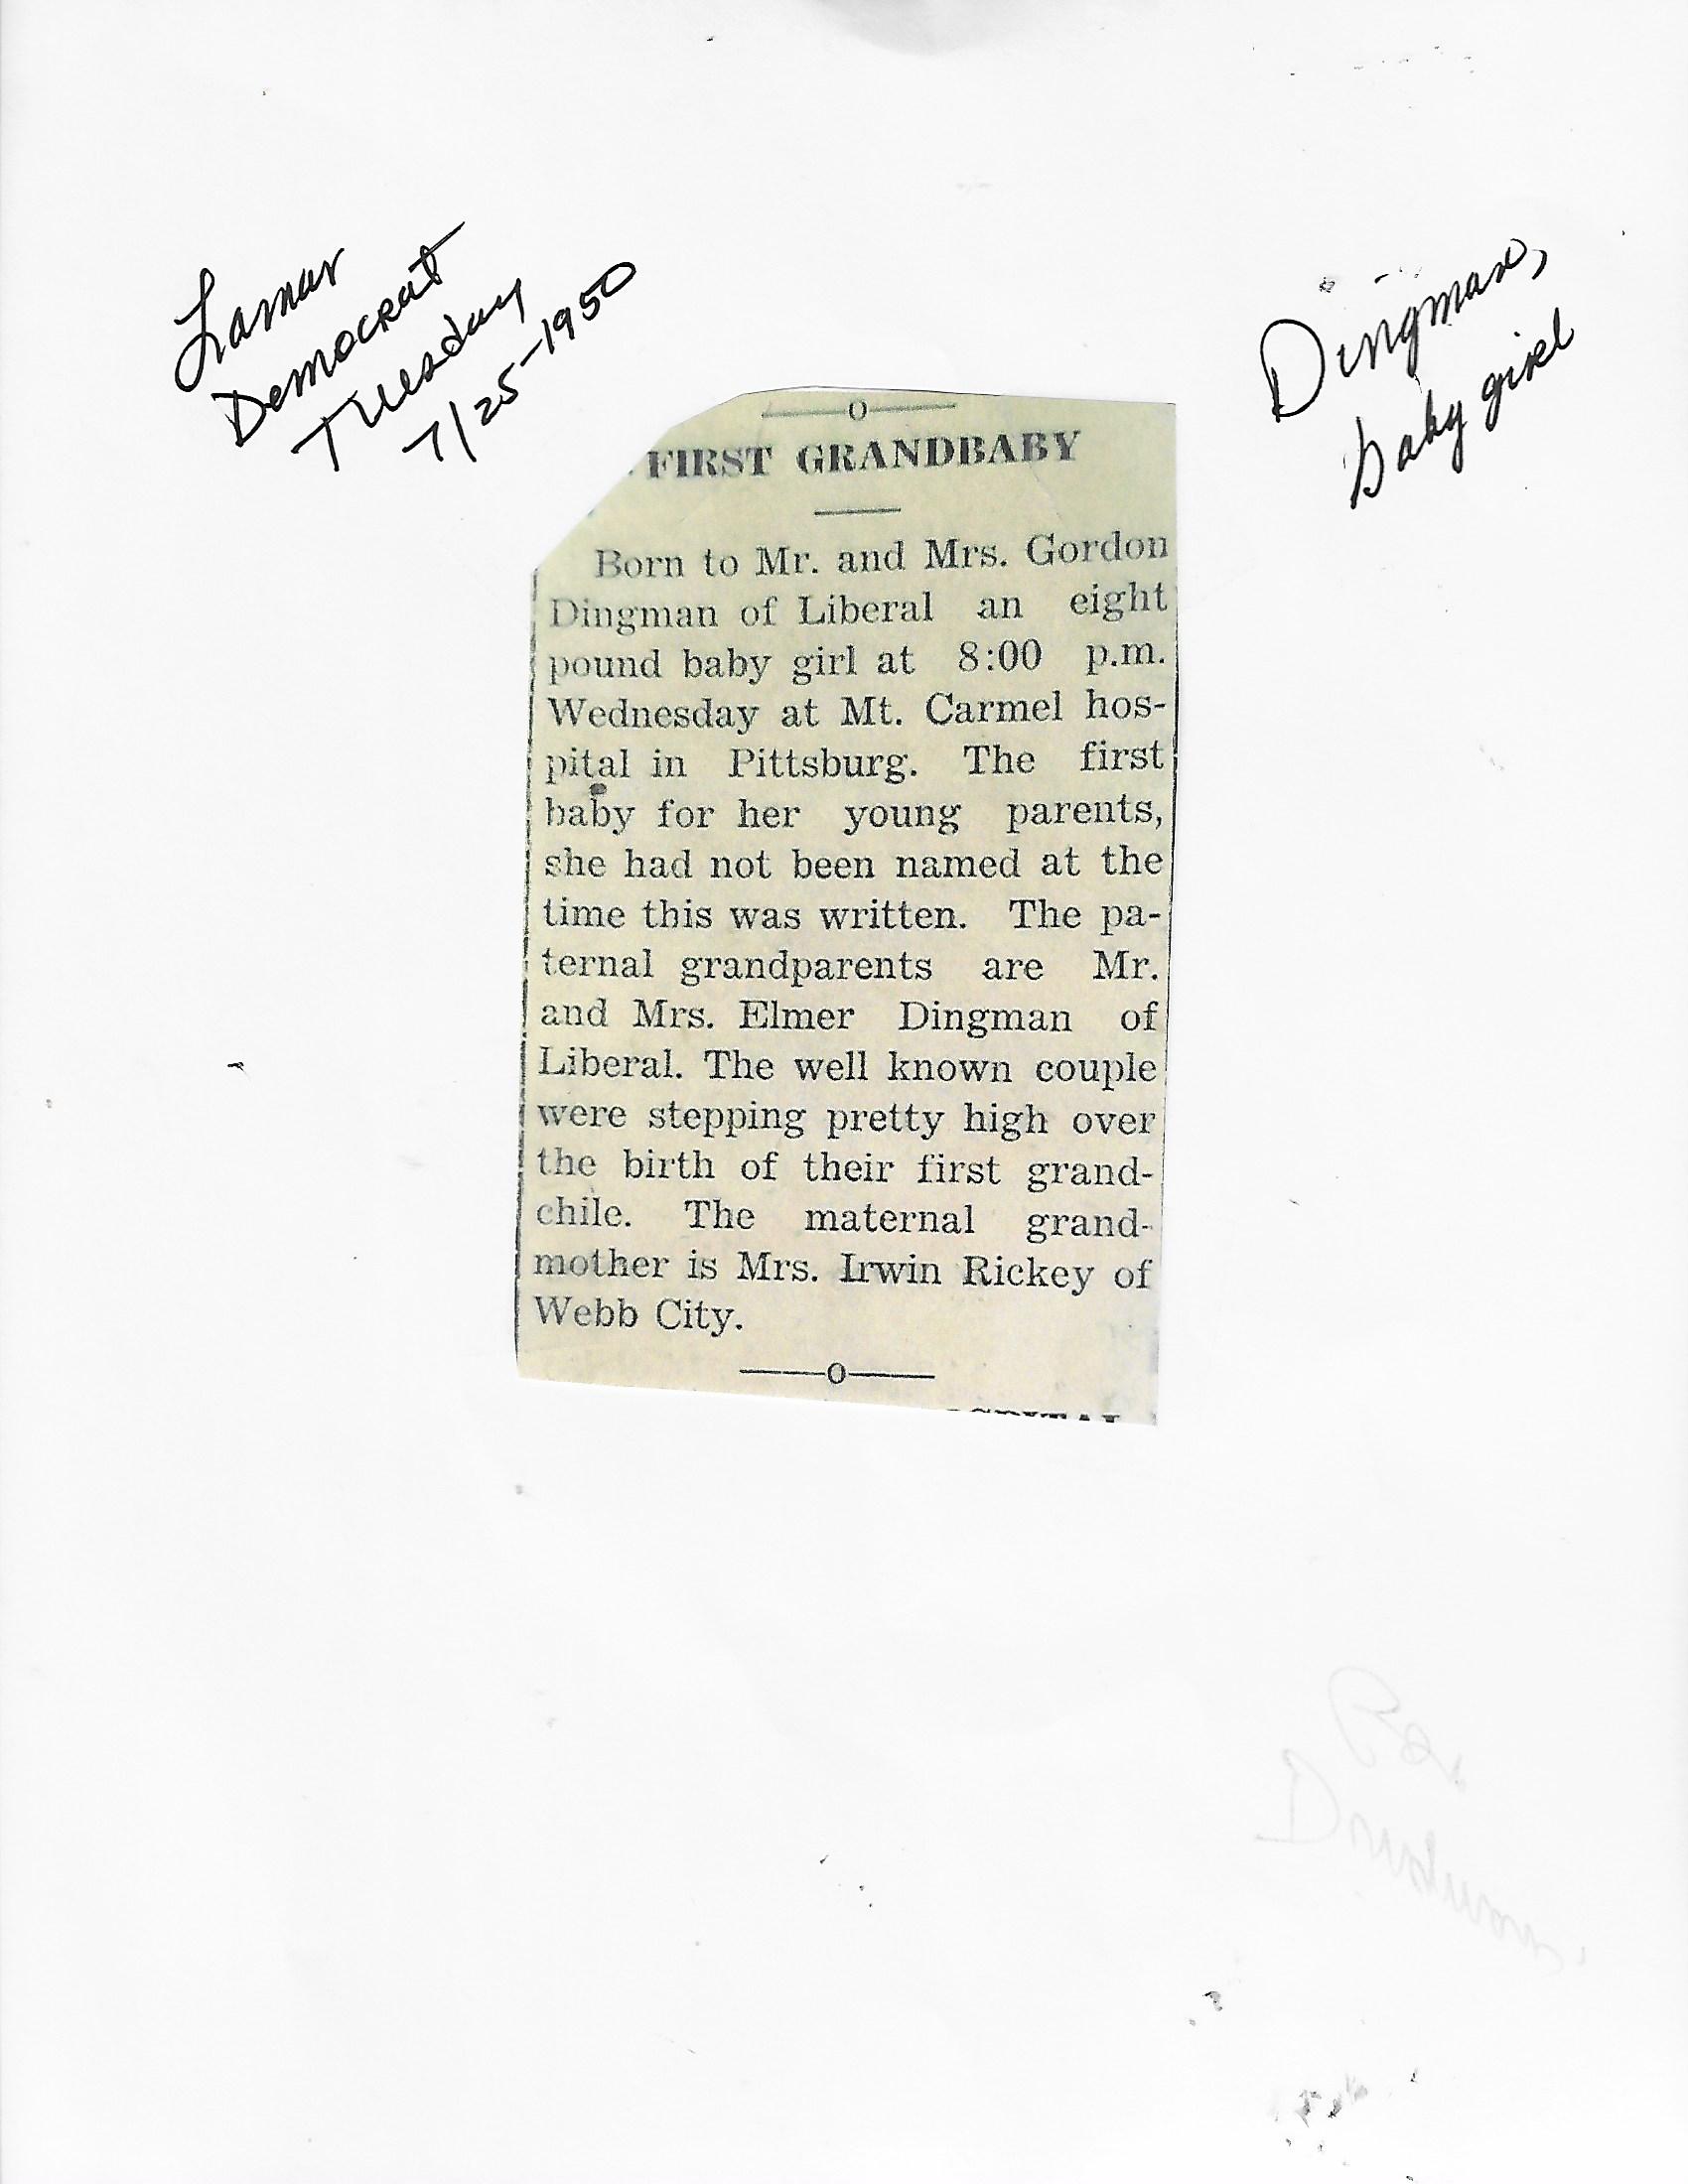 Lamar
Democrat
Tuesday
7/25-1950
Dingman,
baby girl
—o—
FIRST GRANDBABY
Born to Mr. and Mrs. Gordon
Dingman of Liberal an eight
pound baby girl at 8:00 p.m.
Wednesday at Mt. Carmel hos-
pital in Pittsburg. The first
baby for her young parents,
she had not been named at the
time this was written. The pa-
ternal grandparents are Mr.
and Mrs. Elmer Dingman of
Liberal. The well known couple
were stepping pretty high over
the birth of their first grand-
chile. The maternal grand-
mother is Mrs. Irwin Rickey of
Webb City.
—o—